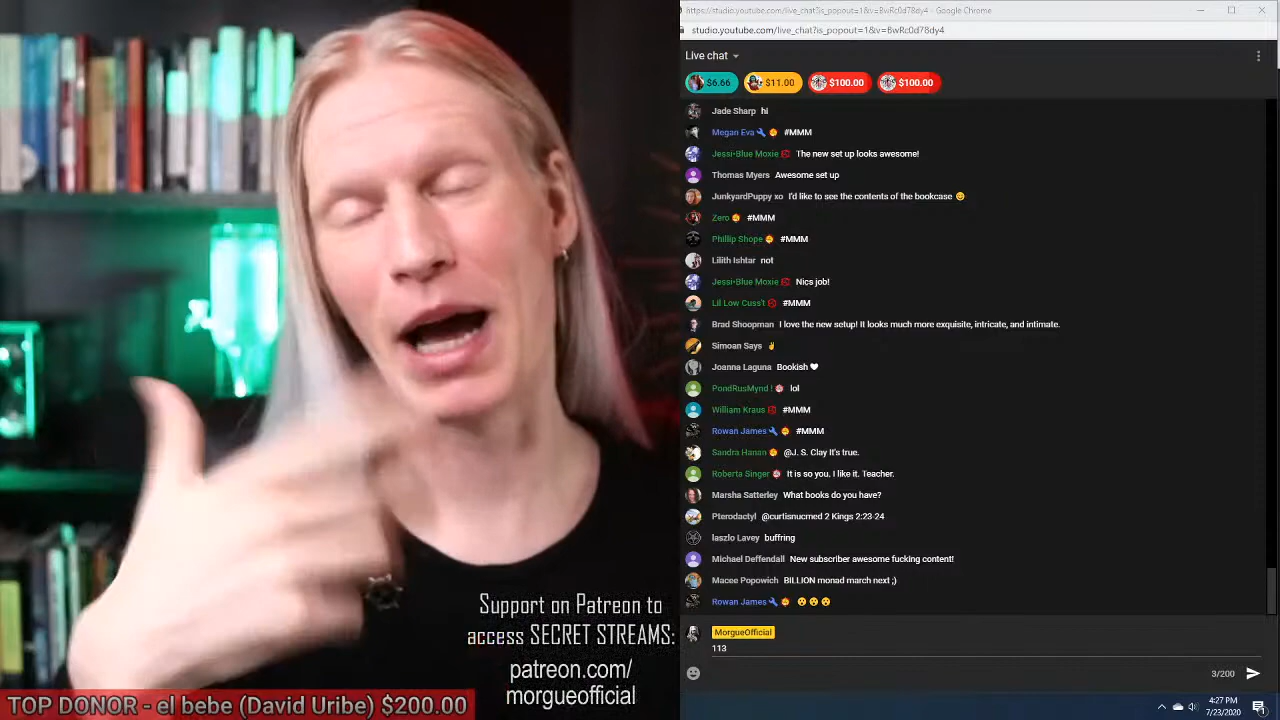 https://https://studio.youtube.com/live_chat?is_popout=1&v=BwRc0d78dy4 - Google Chrome
studio.youtube.com/live_chat?is_popout=1&v=BwRc0d78dy4
Live chat
$6.66 $11.00 $100.00 $100.00
Jade Sharp hi
Megan Eva #MMM
Jessi-Blue Moxie The new set up looks awesome!
Thomas Myers Awesome set up
JunkyardPuppy xo I'd like to see the contents of the bookcase 😊
Zero #MMM
Phillip Shope #MMM
Lilith Ishtar not
Jessi-Blue Moxie Nics job!
Lil Low Cuss't #MMM
Brad Shoopman I love the new setup! It looks much more exquisite, intricate, and intimate.
Simoan Says ✌
Joanna Laguna Bookish 🤍
PondRusMynd ! lol
William Kraus #MMM
Rowan James #MMM
Sandra Hanan @J. S. Clay It's true.
Roberta Singer It is so you. I like it. Teacher.
Marsha Satterley What books do you have?
Pterodactyl @curtisnucmed 2 Kings 2:23-24
laszlo Lavey buffring
Michael Deffendall New subscriber awesome fucking content!
Macee Popowich BILLION monad march next ;)
Rowan James 😮😮😮
MorgueOfficial
113
3/200
Support on Patreon to
access SECRET STREAMS:
patreon.com/
morgueofficial
TOP DONOR - el bebe (David Uribe) $200.00
4:27 PM
7/23/2020